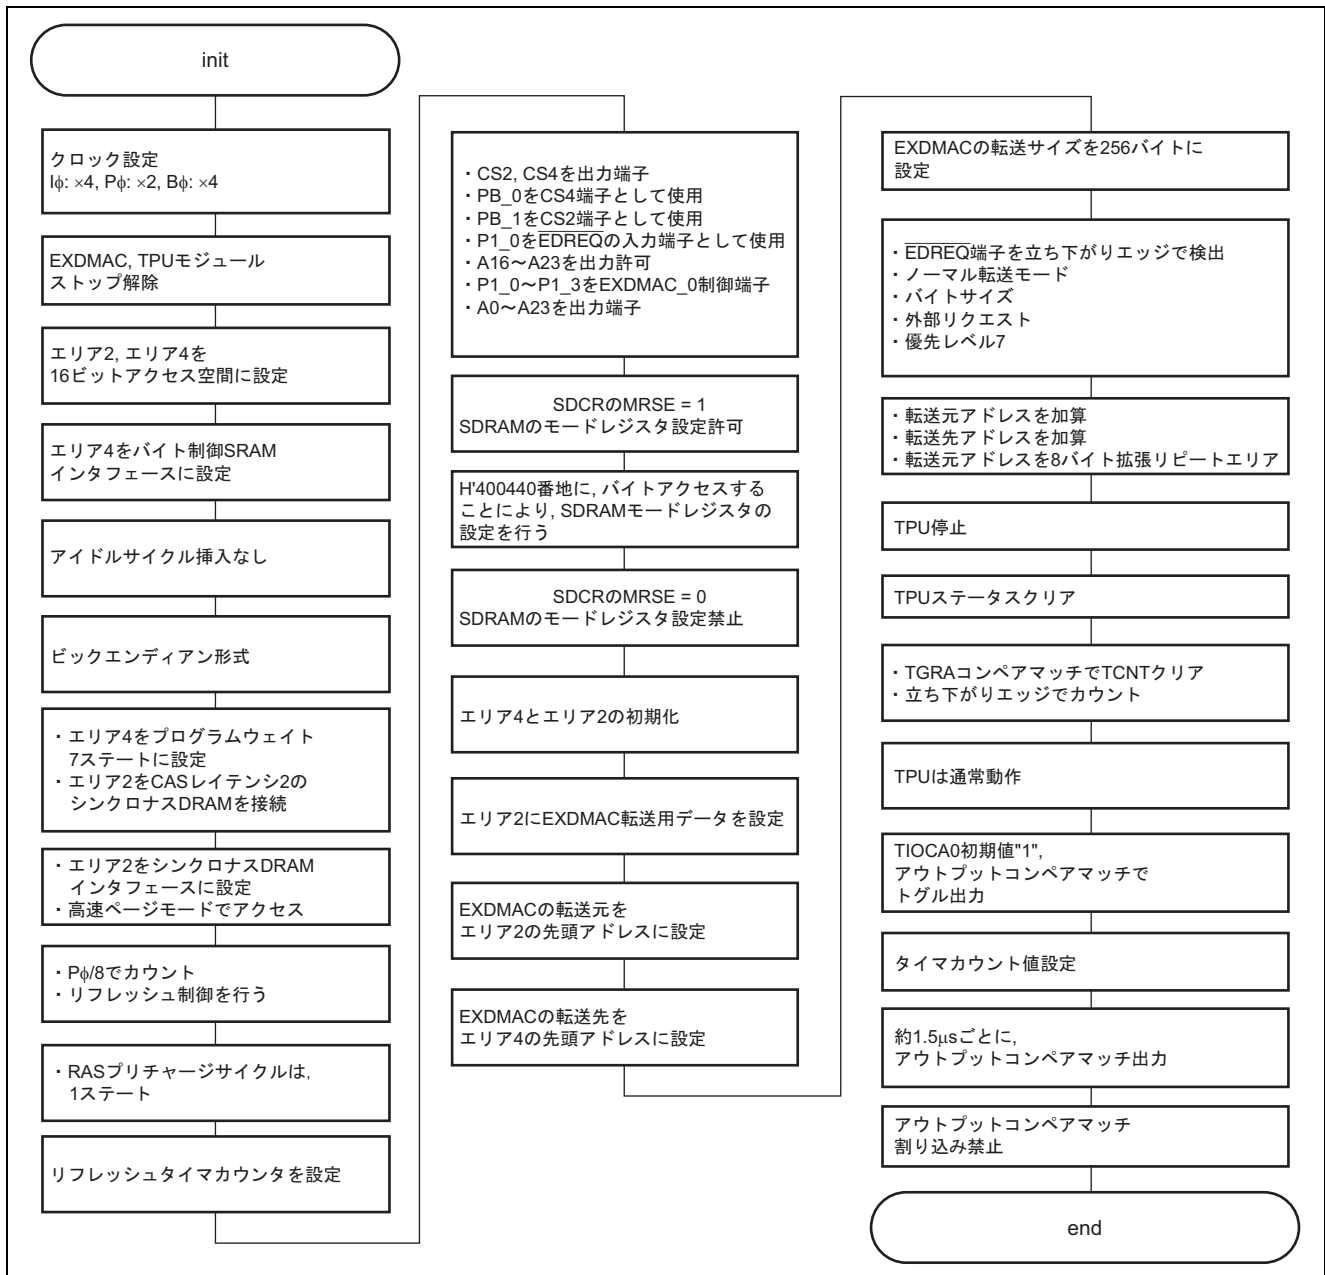 init
クロック設定
Iϕ: ×4, Pϕ: ×2, Bϕ: ×4
EXDMAC, TPUモジュール
ストップ解除
エリア2, エリア4を
16ビットアクセス空間に設定
エリア4をバイト制御SRAM
インタフェースに設定
アイドルサイクル挿入なし
ビックエンディアン形式
・エリア4をプログラムウェイト
7ステートに設定
・エリア2をCASレイテンシ2の
シンクロナスDRAMを接続
・エリア2をシンクロナスDRAM
インタフェースに設定
・高速ページモードでアクセス
・Pϕ/8でカウント
・リフレッシュ制御を行う
・RASプリチャージサイクルは,
1ステート
リフレッシュタイマカウンタを設定
・CS2, CS4を出力端子
・PB_0をCS4端子として使用
・PB_1をCS2端子として使用
・P1_0をEDREQの入力端子として使用
・A16～A23を出力許可
・P1_0～P1_3をEXDMAC_0制御端子
・A0～A23を出力端子
SDCRのMRSE = 1
SDRAMのモードレジスタ設定許可
H'400440番地に, バイトアクセスする
ことにより, SDRAMモードレジスタの
設定を行う
SDCRのMRSE = 0
SDRAMのモードレジスタ設定禁止
エリア4とエリア2の初期化
エリア2にEXDMAC転送用データを設定
EXDMACの転送元を
エリア2の先頭アドレスに設定
EXDMACの転送先を
エリア4の先頭アドレスに設定
EXDMACの転送サイズを256バイトに
設定
・EDREQ端子を立ち下がりエッジで検出
・ノーマル転送モード
・バイトサイズ
・外部リクエスト
・優先レベル7
・転送元アドレスを加算
・転送先アドレスを加算
・転送元アドレスを8バイト拡張リピートエリア
TPU停止
TPUステータスクリア
・TGRAコンペアマッチでTCNTクリア
・立ち下がりエッジでカウント
TPUは通常動作
TIOCA0初期値"1",
アウトプットコンペアマッチで
トグル出力
タイマカウント値設定
約1.5μsごとに,
アウトプットコンペアマッチ出力
アウトプットコンペアマッチ
割り込み禁止
end